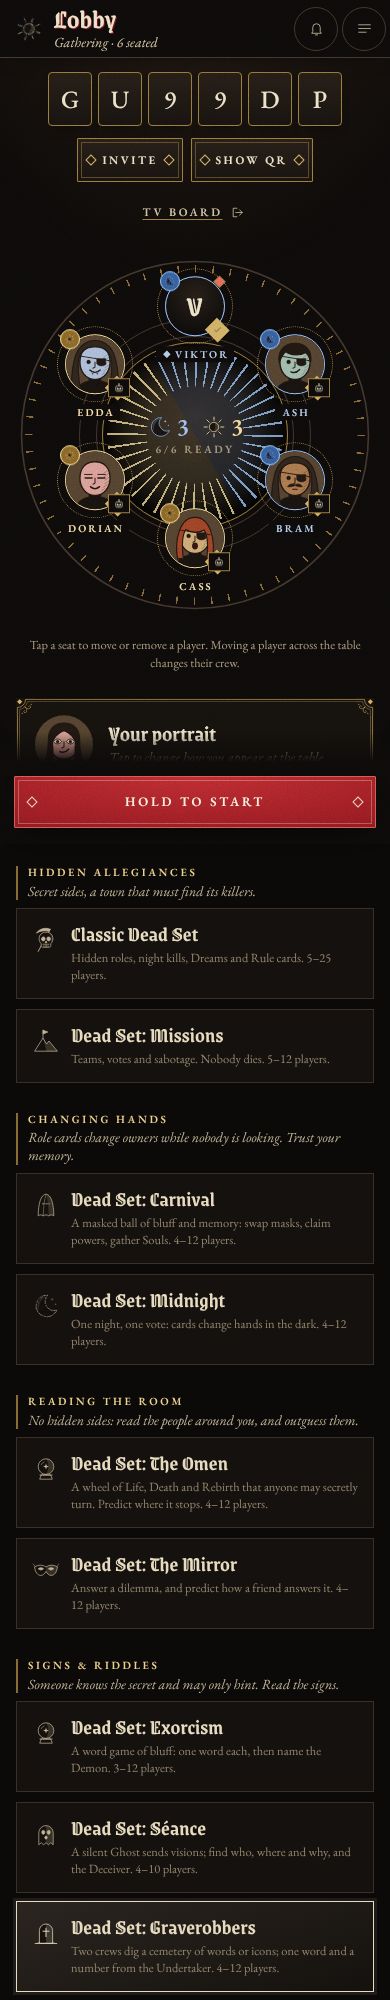 Lobby
Gathering · 6 seated
G U 9 9 D P
INVITE
SHOW QR
TV BOARD
V
VIKTOR
EDDA
ASH
3 3
6/6 READY
DORIAN
BRAM
CASS
Tap a seat to move or remove a player. Moving a player across the table
changes their crew.
Your portrait
Tap to change how you appear at the table
HOLD TO START
HIDDEN ALLEGIANCES
Secret sides, a town that must find its killers.
Classic Dead Set
Hidden roles, night kills, Dreams and Rule cards. 5–25
players.
Dead Set: Missions
Teams, votes and sabotage. Nobody dies. 5–12 players.
CHANGING HANDS
Role cards change owners while nobody is looking. Trust your
memory.
Dead Set: Carnival
A masked ball of bluff and memory: swap masks, claim
powers, gather Souls. 4–12 players.
Dead Set: Midnight
One night, one vote: cards change hands in the dark. 4–12
players.
READING THE ROOM
No hidden sides: read the people around you, and outguess them.
Dead Set: The Omen
A wheel of Life, Death and Rebirth that anyone may secretly
turn. Predict where it stops. 4–12 players.
Dead Set: The Mirror
Answer a dilemma, and predict how a friend answers it. 4–
12 players.
SIGNS & RIDDLES
Someone knows the secret and may only hint. Read the signs.
Dead Set: Exorcism
A word game of bluff: one word each, then name the
Demon. 3–12 players.
Dead Set: Séance
A silent Ghost sends visions; find who, where and why, and
the Deceiver. 4–10 players.
Dead Set: Graverobbers
Two crews dig a cemetery of words or icons; one word and a
number from the Undertaker. 4–12 players.